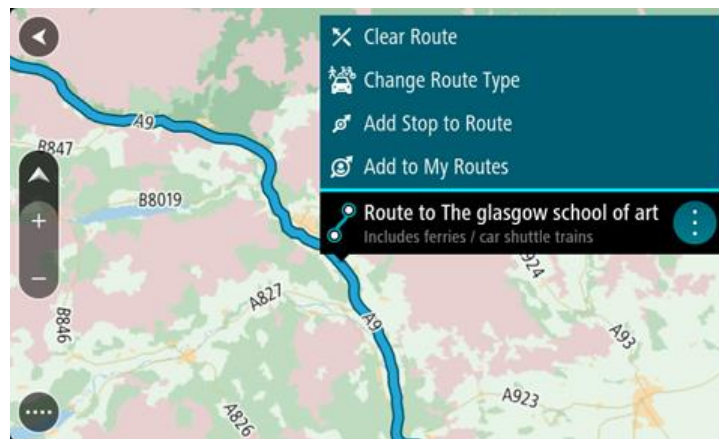 Clear Route
Change Route Type
Add Stop to Route
Add to My Routes
Route to The glasgow school of art
Includes ferries / car shuttle trains
A9
B847
B8019
A827
B846
A9
A924
A93
A923
A826